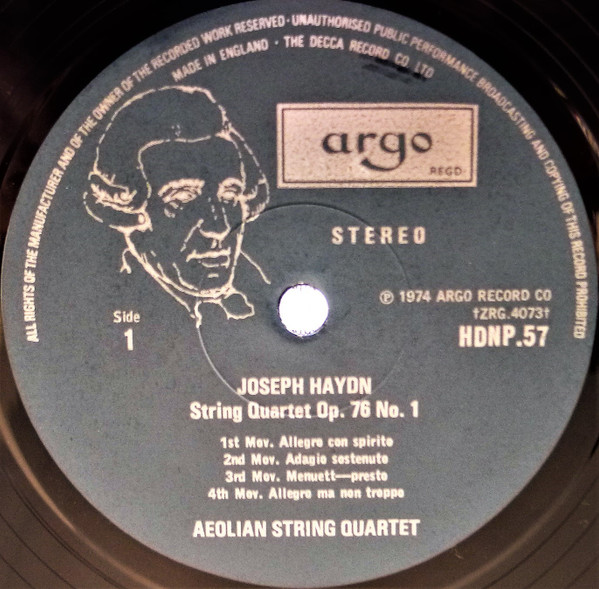 ALL RIGHTS OF THE MANUFACTURER AND OF THE OWNER OF THE RECORDED WORK RESERVED · UNAUTHORISED PUBLIC PERFORMANCE BROADCASTING AND COPYING OF THIS RECORD PROHIBITED
MADE IN ENGLAND · THE DECCA RECORD CO LTD
argo
REGD
STEREO
℗ 1974 ARGO RECORD CO
†ZRG.4073†
HDNP.57
Side
1
JOSEPH HAYDN
String Quartet Op. 76 No. 1
1st Mov. Allegro con spirito
2nd Mov. Adagio sostenuto
3rd Mov. Menuett—presto
4th Mov. Allegro ma non troppo
AEOLIAN STRING QUARTET